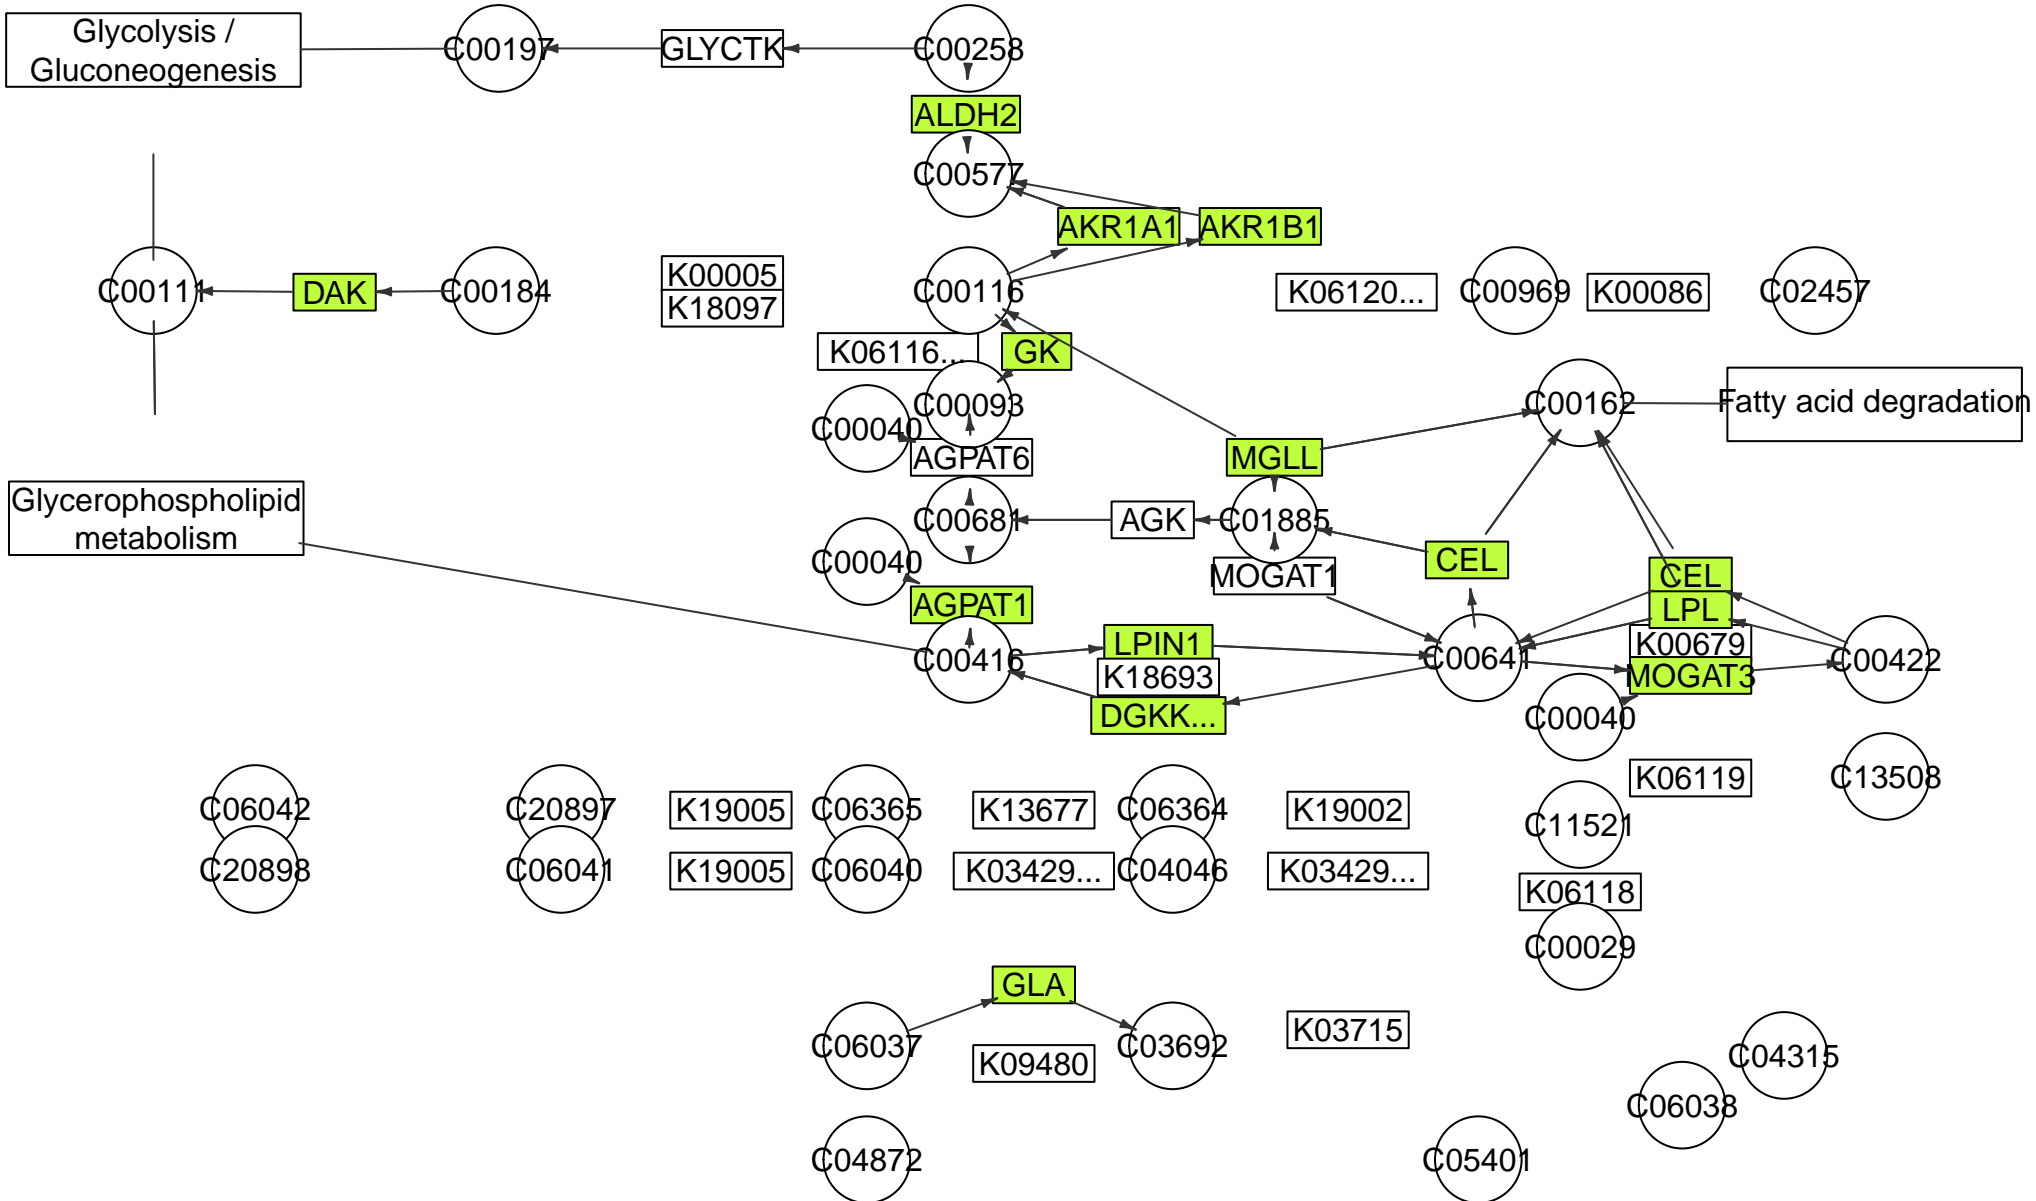 Glycolysis /
Gluconeogenesis
C00197
GLYCTK
C00258
ALDH2
C00577
AKR1A1
AKR1B1
C00111
DAK
C00184
K00005
K18097
C00116
K06120...
C00969
K00086
C02457
K06116...
GK
C00093
C00040
AGPAT6
MGLL
C00162
Fatty acid degradation
Glycerophospholipid
metabolism
C00681
AGK
C01885
C00040
MOGAT1
CEL
CEL
LPL
AGPAT1
C00416
LPIN1
K18693
DGKK...
C00641
K00679
MOGAT3
C00422
C00040
K06119
C13508
C06042
C20897
K19005
C06365
K13677
C06364
K19002
C11521
C20898
C06041
K19005
C06040
K03429...
C04046
K03429...
K06118
C00029
GLA
C06037
K09480
C03692
K03715
C04315
C06038
C04872
C05401